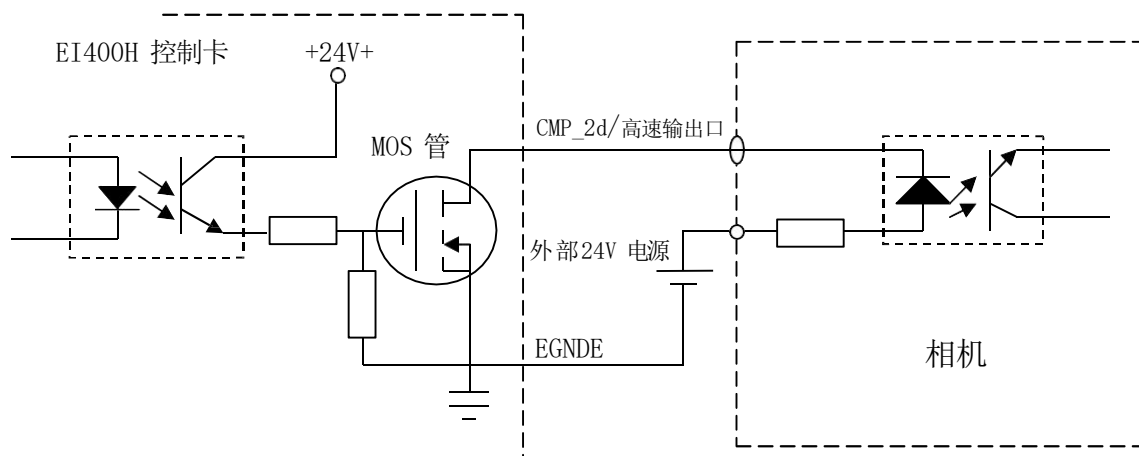 EI400H 控制卡
+24V+
MOS 管
CMP_2d/高速输出口
外部24V 电源
EGNDE
相机